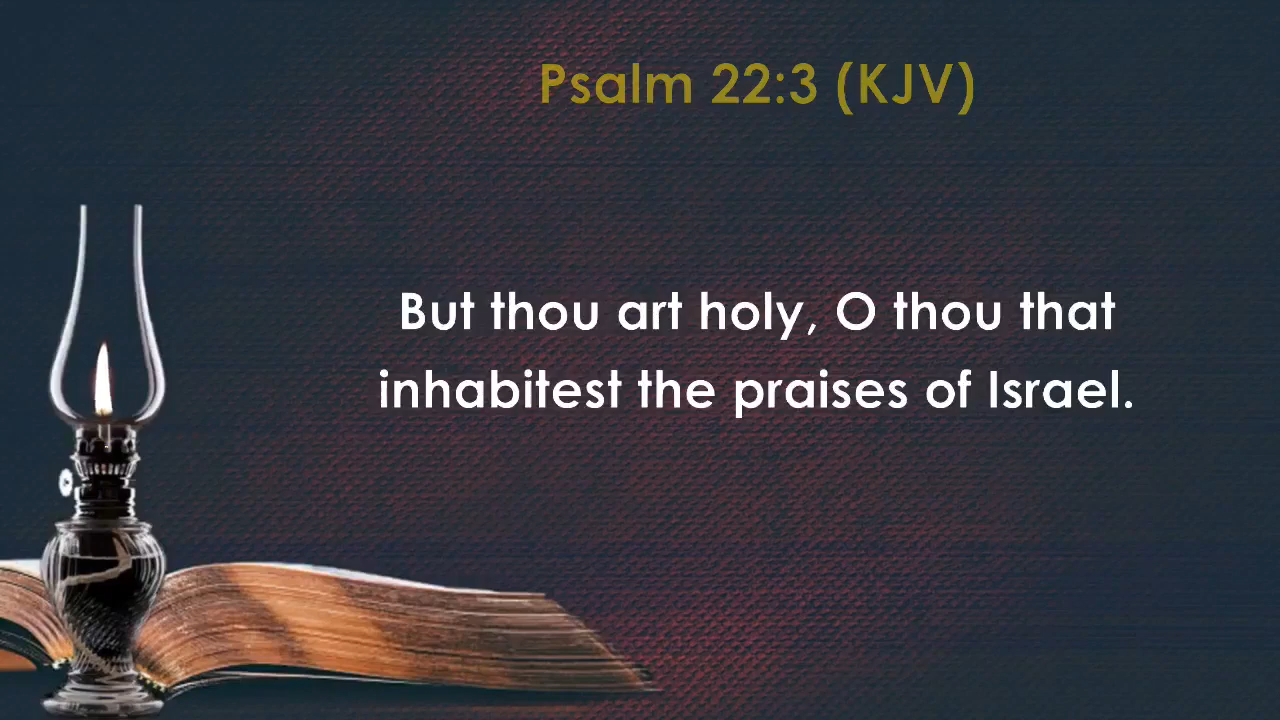 Psalm 22:3 (KJV)
But thou art holy, O thou that
inhabitest the praises of Israel.